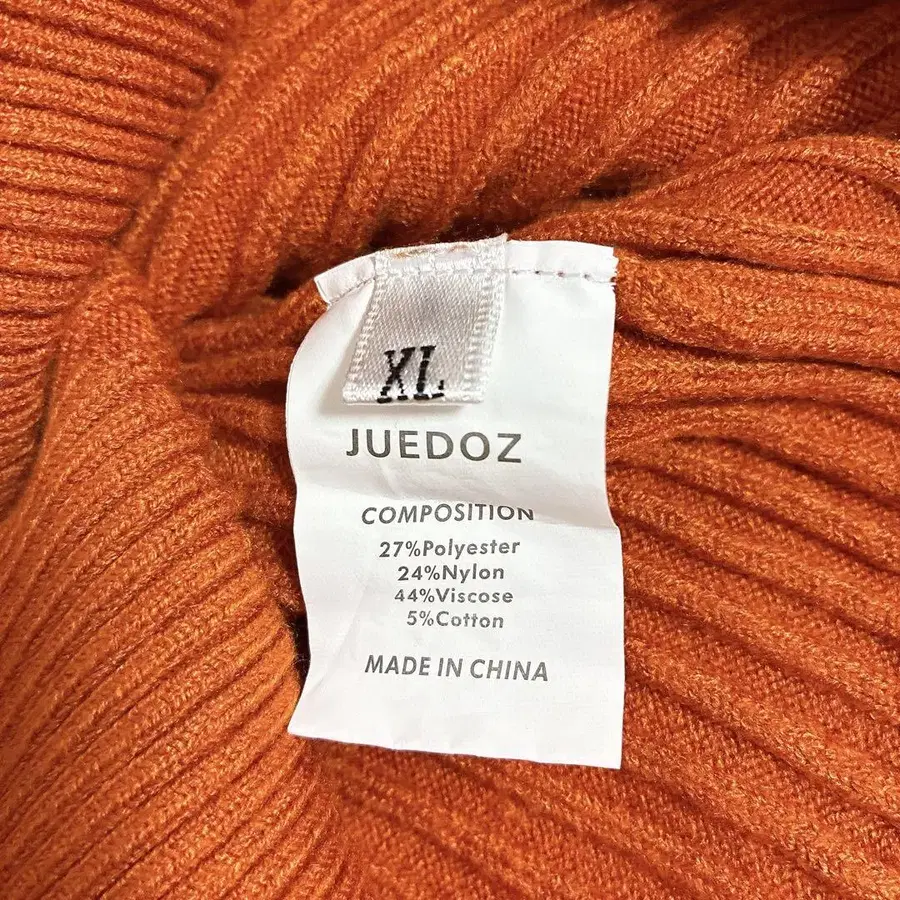 XL
JUEDOZ
COMPOSITION
27%Polyester
24%Nylon
44%Viscose
5%Cotton
MADE IN CHINA